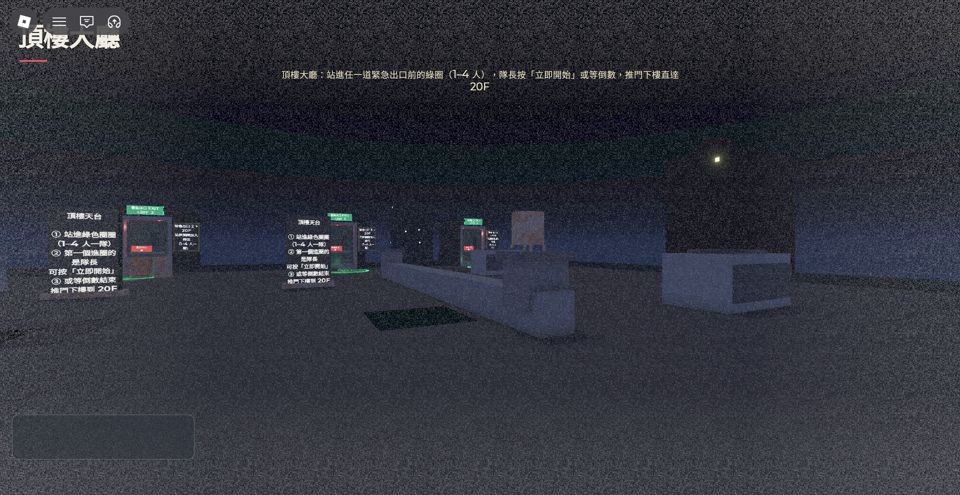 頂樓大廳
頂樓大廳：站進任一道緊急出口前的綠圈（1–4 人），隊長按「立即開始」或等倒數，推門下樓直達
20F
頂樓天台
① 站進綠色圈圈
（1–4 人一隊）
② 第一個進圈的
是隊長
可按「立即開始」
③ 或等倒數結束
推門下樓到 20F
頂樓天台
① 站進綠色圈圈
（1–4 人一隊）
② 第一個進圈的
是隊長
可按「立即開始」
③ 或等倒數結束
推門下樓到 20F